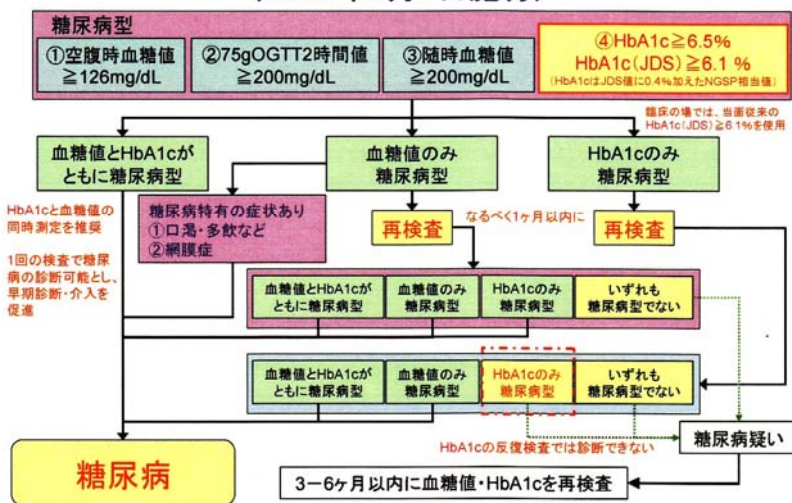 糖尿病型
①空腹時血糖値
≧126mg/dL
②75gOGTT2時間値
≧200mg/dL
③随時血糖値
≧200mg/dL
④HbA1c≧6.5%
HbA1c(JDS)≧6.1%
(HbA1cはJDS値に0.4%加えたNGSP相当値)
臨床の場では、当面従来の
HbA1c(JDS)≧6.1%を使用
血糖値とHbA1cが
ともに糖尿病型
血糖値のみ
糖尿病型
HbA1cのみ
糖尿病型
HbA1cと血糖値の
同時測定を推奨
1回の検査で糖尿
病の診断可能とし、
早期診断・介入を
促進
糖尿病特有の症状あり
①口渇・多飲など
②網膜症
再検査
なるべく1ヶ月以内に
再検査
血糖値とHbA1cが
ともに糖尿病型
血糖値のみ
糖尿病型
HbA1cのみ
糖尿病型
いずれも
糖尿病型でない
血糖値とHbA1cが
ともに糖尿病型
血糖値のみ
糖尿病型
HbA1cのみ
糖尿病型
いずれも
糖尿病型でない
HbA1cの反復検査では診断できない
糖尿病疑い
糖尿病
3－6ヶ月以内に血糖値・HbA1cを再検査